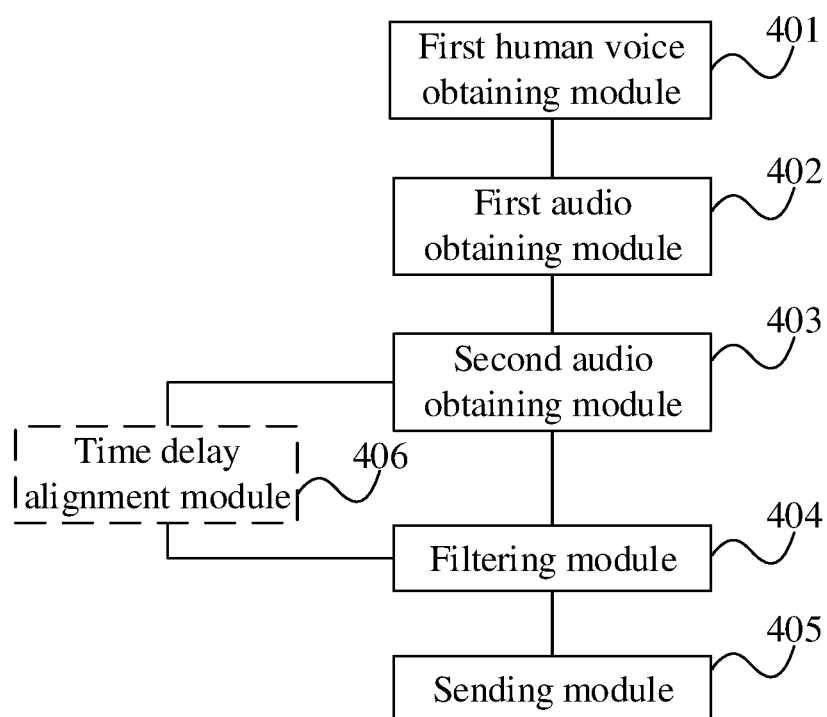 401
First human voice
obtaining module
402
First audio
obtaining module
403
Second audio
obtaining module
Time delay
alignment module
406
404
Filtering module
405
Sending module